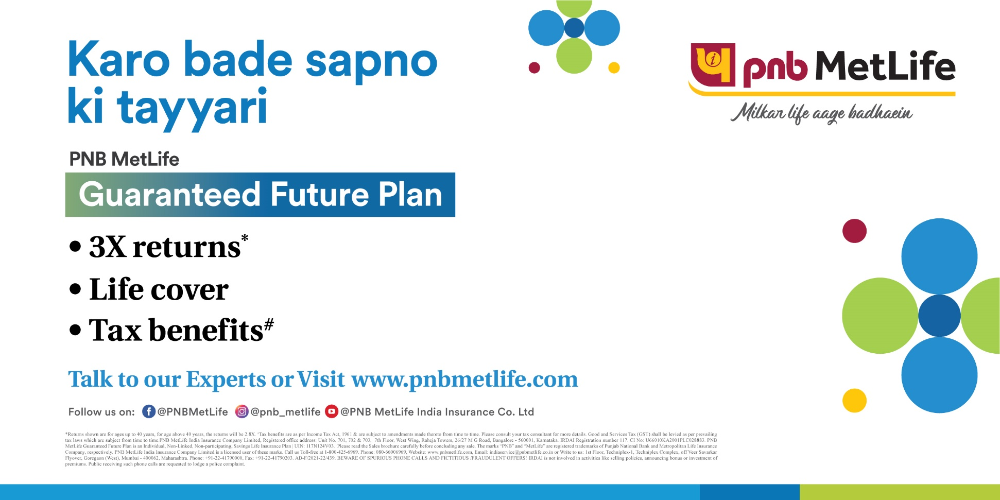 Karo bade sapno
ki tayyari
pnb MetLife
Milkar life aage badhaein
PNB MetLife
Guaranteed Future Plan
• 3X returns*
• Life cover
• Tax benefits#
Talk to our Experts or Visit www.pnbmetlife.com
Follow us on: @PNBMetLife @pnb_metlife @PNB MetLife India Insurance Co. Ltd
*Returns shown are for ages up to 40 years, for age above 40 years, the returns will be 2.8X. #Tax benefits are as per Income Tax Act, 1961 & are subject to amendments made thereto from time to time. Please consult your tax consultant for more details. Good and Services Tax (GST) shall be levied as per prevailing
tax laws which are subject from time to time.PNB MetLife India Insurance Company Limited, Registered office address: Unit No. 701, 702 & 703, 7th Floor, West Wing, Raheja Towers, 26/27 M G Road, Bangalore - 560001, Karnataka. IRDAI Registration number 117. CI No: U66010KA2001PLC028883. PNB
MetLife Guaranteed Future Plan is an Individual, Non-Linked, Non-participating, Savings Life Insurance Plan | UIN: 117N124V03. Please read the Sales brochure carefully before concluding any sale. The marks “PNB” and “MetLife” are registered trademarks of Punjab National Bank and Metropolitan Life Insurance
Company, respectively. PNB MetLife India Insurance Company Limited is a licensed user of these marks. Call us Toll-free at 1-800-425-6969. Phone: 080-66006969, Website: www.pnbmetlife.com, Email: indiaservice@pnbmetlife.co.in or Write to us: 1st Floor, Techniplex-1, Techniplex Complex, off Veer Savarkar
Flyover, Goregaon (West), Mumbai - 400062, Maharashtra. Phone: +91-22-41790000, Fax: +91-22-41790203. AD-F/2021-22/439. BEWARE OF SPURIOUS PHONE CALLS AND FICTITIOUS /FRAUDULENT OFFERS! IRDAI is not involved in activities like selling policies, announcing bonus or investment of
premiums. Public receiving such phone calls are requested to lodge a police complaint.